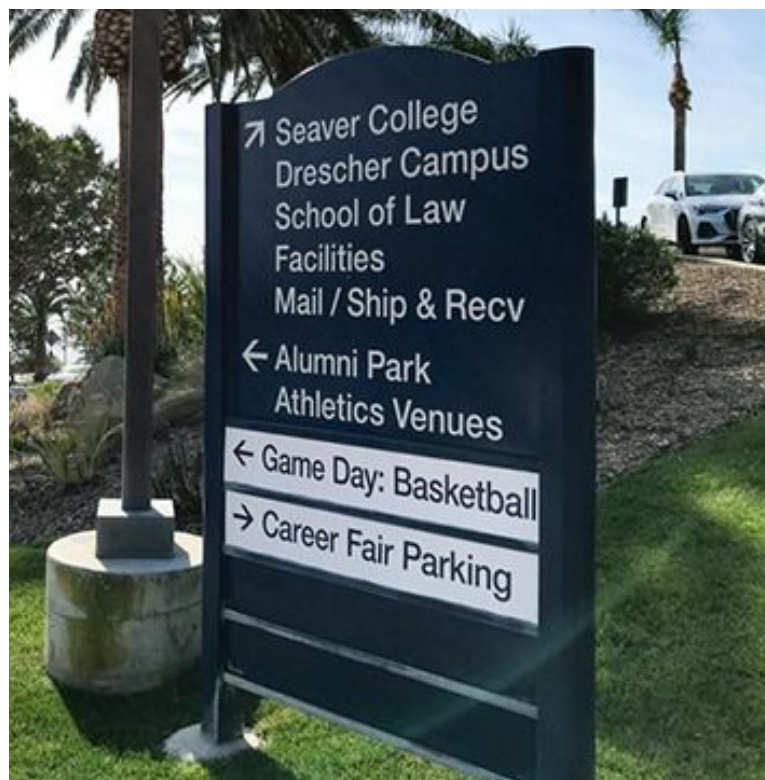 ↗ Seaver College
Drescher Campus
School of Law
Facilities
Mail / Ship & Recv
← Alumni Park
Athletics Venues
← Game Day: Basketball
→ Career Fair Parking